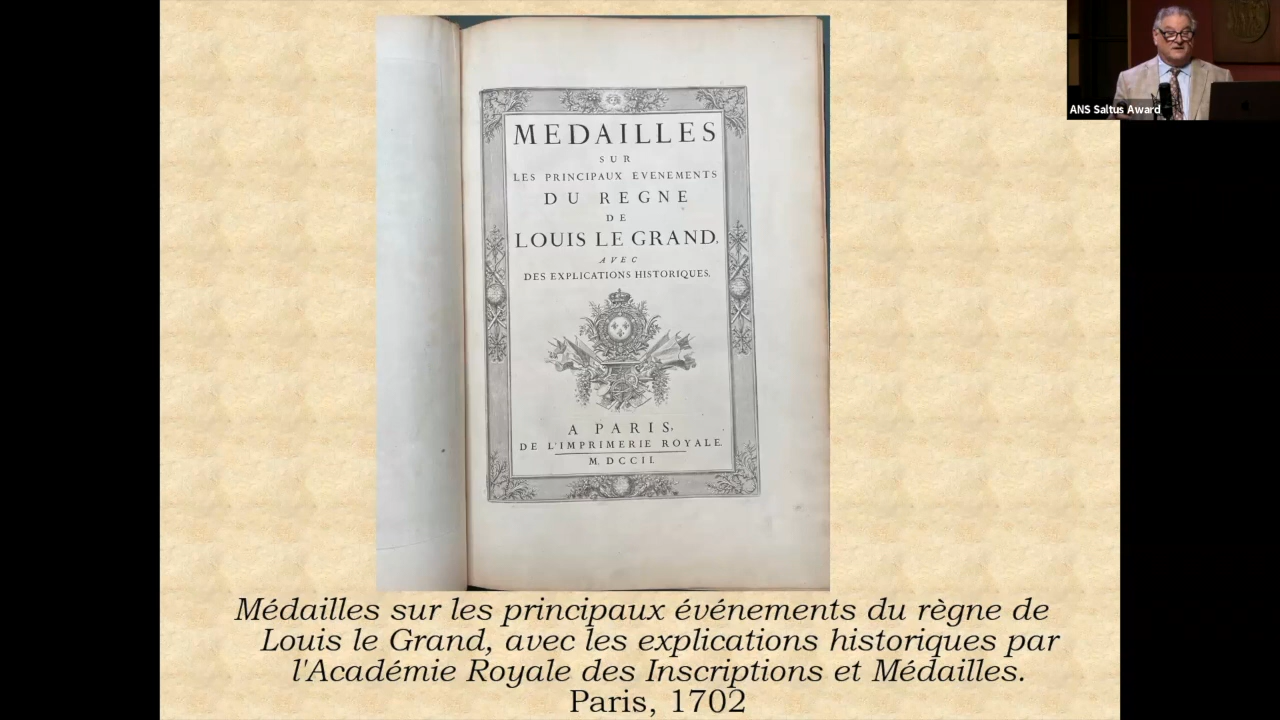 MEDAILLES
SUR
LES PRINCIPAUX EVENEMENTS
DU REGNE
DE
LOUIS LE GRAND,
AVEC
DES EXPLICATIONS HISTORIQUES.
A PARIS,
DE L'IMPRIMERIE ROYALE.
M. DCCII.
Médailles sur les principaux événements du règne de
Louis le Grand, avec les explications historiques par
l'Académie Royale des Inscriptions et Médailles.
Paris, 1702
ANS Saltus Award